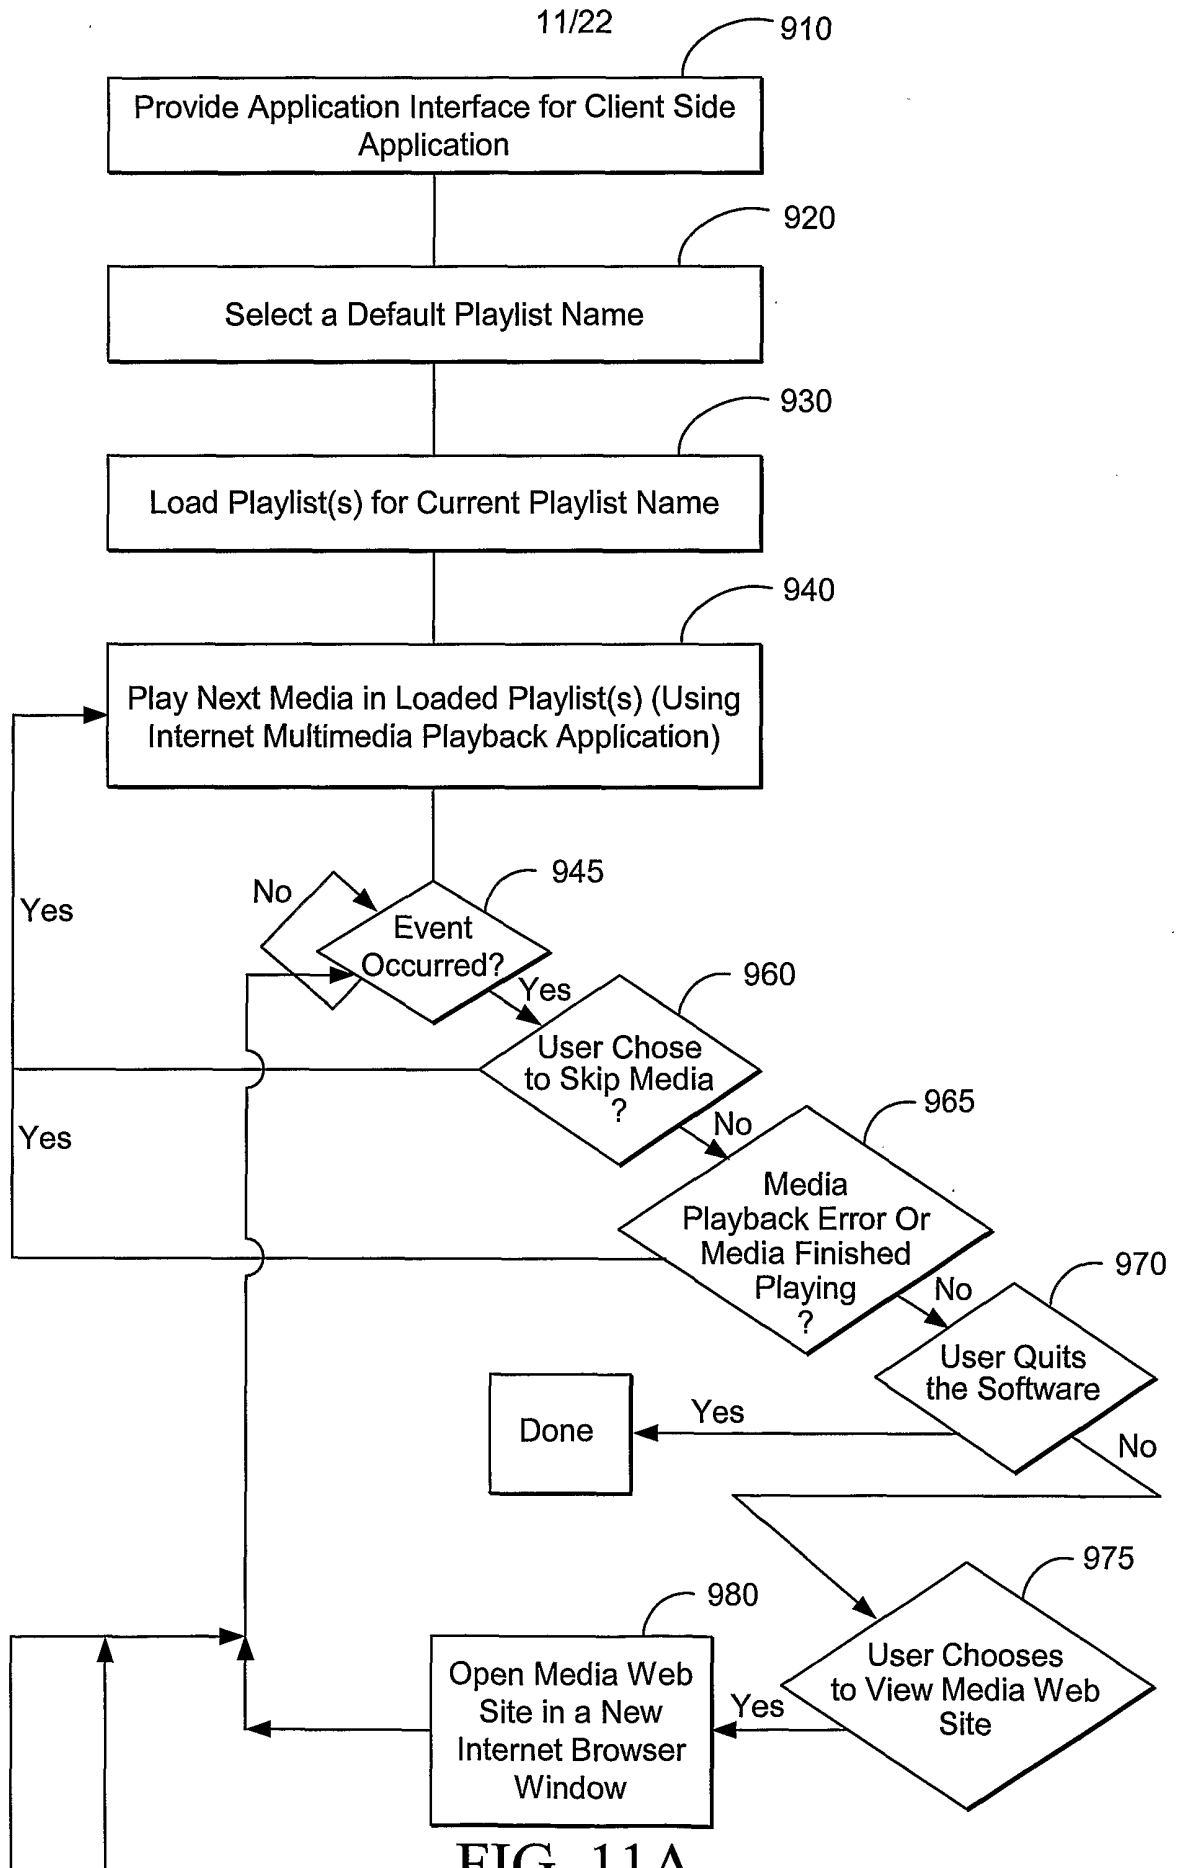 11/22
910
Provide Application Interface for Client Side
Application
920
Select a Default Playlist Name
930
Load Playlist(s) for Current Playlist Name
940
Play Next Media in Loaded Playlist(s) (Using
Internet Multimedia Playback Application)
945
No
Event
Occurred?
Yes
Yes
960
User Chose
to Skip Media
?
No
965
Yes
Media
Playback Error Or
Media Finished
Playing
?
No
970
User Quits
the Software
Yes
Done
No
975
User Chooses
to View Media Web
Site
Yes
980
Open Media Web
Site in a New
Internet Browser
Window
FIG. 11A